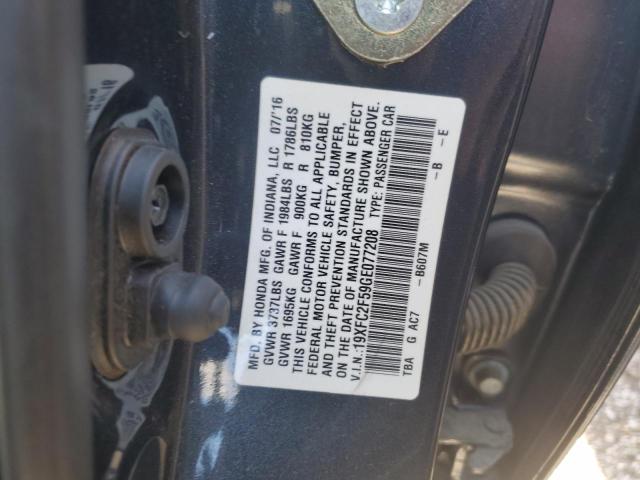 MFD. BY HONDA MFG. OF INDIANA, LLC 07/'16
GVWR 3737LBS GAWR F 1984LBS R 1786LBS
GVWR 1695KG GAWR F 900KG R 810KG
THIS VEHICLE CONFORMS TO ALL APPLICABLE
FEDERAL MOTOR VEHICLE SAFETY, BUMPER,
AND THEFT PREVENTION STANDARDS IN EFFECT
ON THE DATE OF MANUFACTURE SHOWN ABOVE.
V.I.N.:19XFC2F59GE077208 TYPE: PASSENGER CAR
-B607M -B -E
TBA G AC7